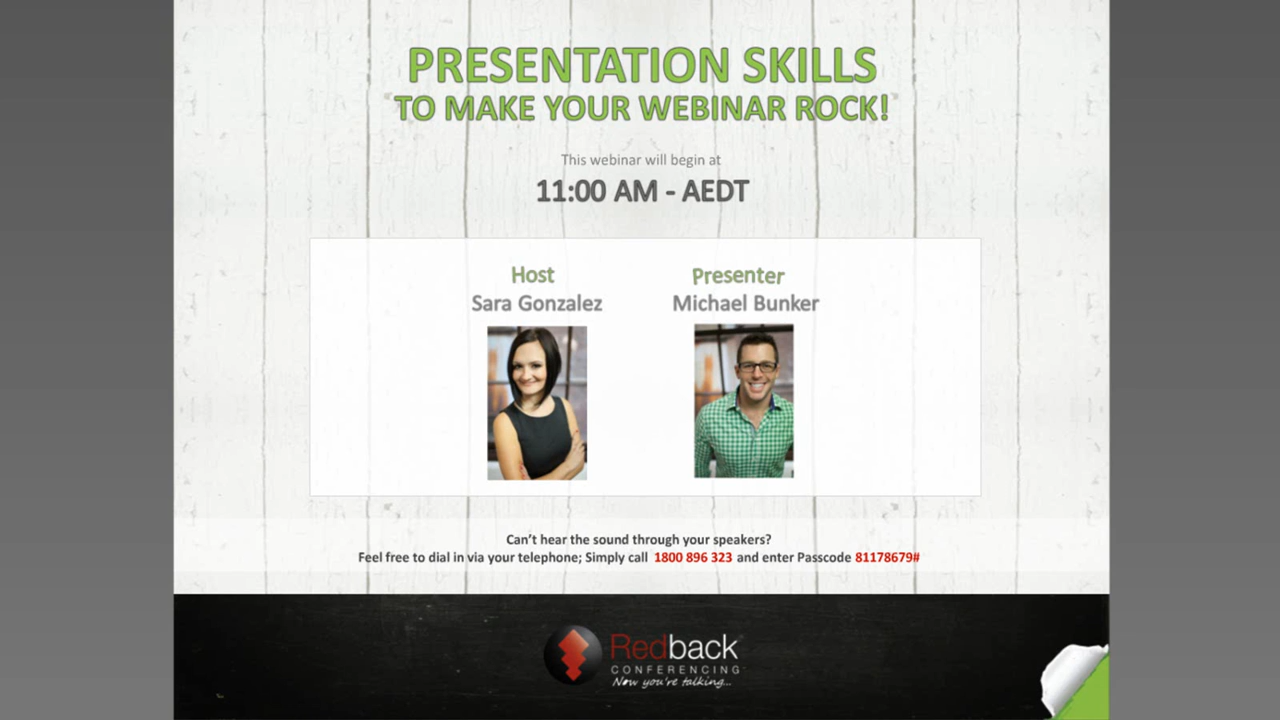 PRESENTATION SKILLS
TO MAKE YOUR WEBINAR ROCK!
This webinar will begin at
11:00 AM - AEDT
Host
Sara Gonzalez
Presenter
Michael Bunker
Can't hear the sound through your speakers?
Feel free to dial in via your telephone; Simply call 1800 896 323 and enter Passcode 81178679#
Redback
CONFERENCING
Now you're talking...